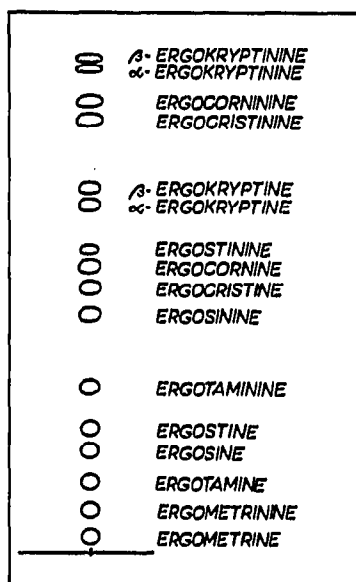 β- ERGOKRYPTININE
α- ERGOKRYPTININE
ERGOCORNININE
ERGOCRISTININE
β- ERGOKRYPTINE
α- ERGOKRYPTINE
ERGOSTININE
ERGOCORNINE
ERGOCRISTINE
ERGOSININE
ERGOTAMININE
ERGOSTINE
ERGOSINE
ERGOTAMINE
ERGOMETRININE
ERGOMETRINE